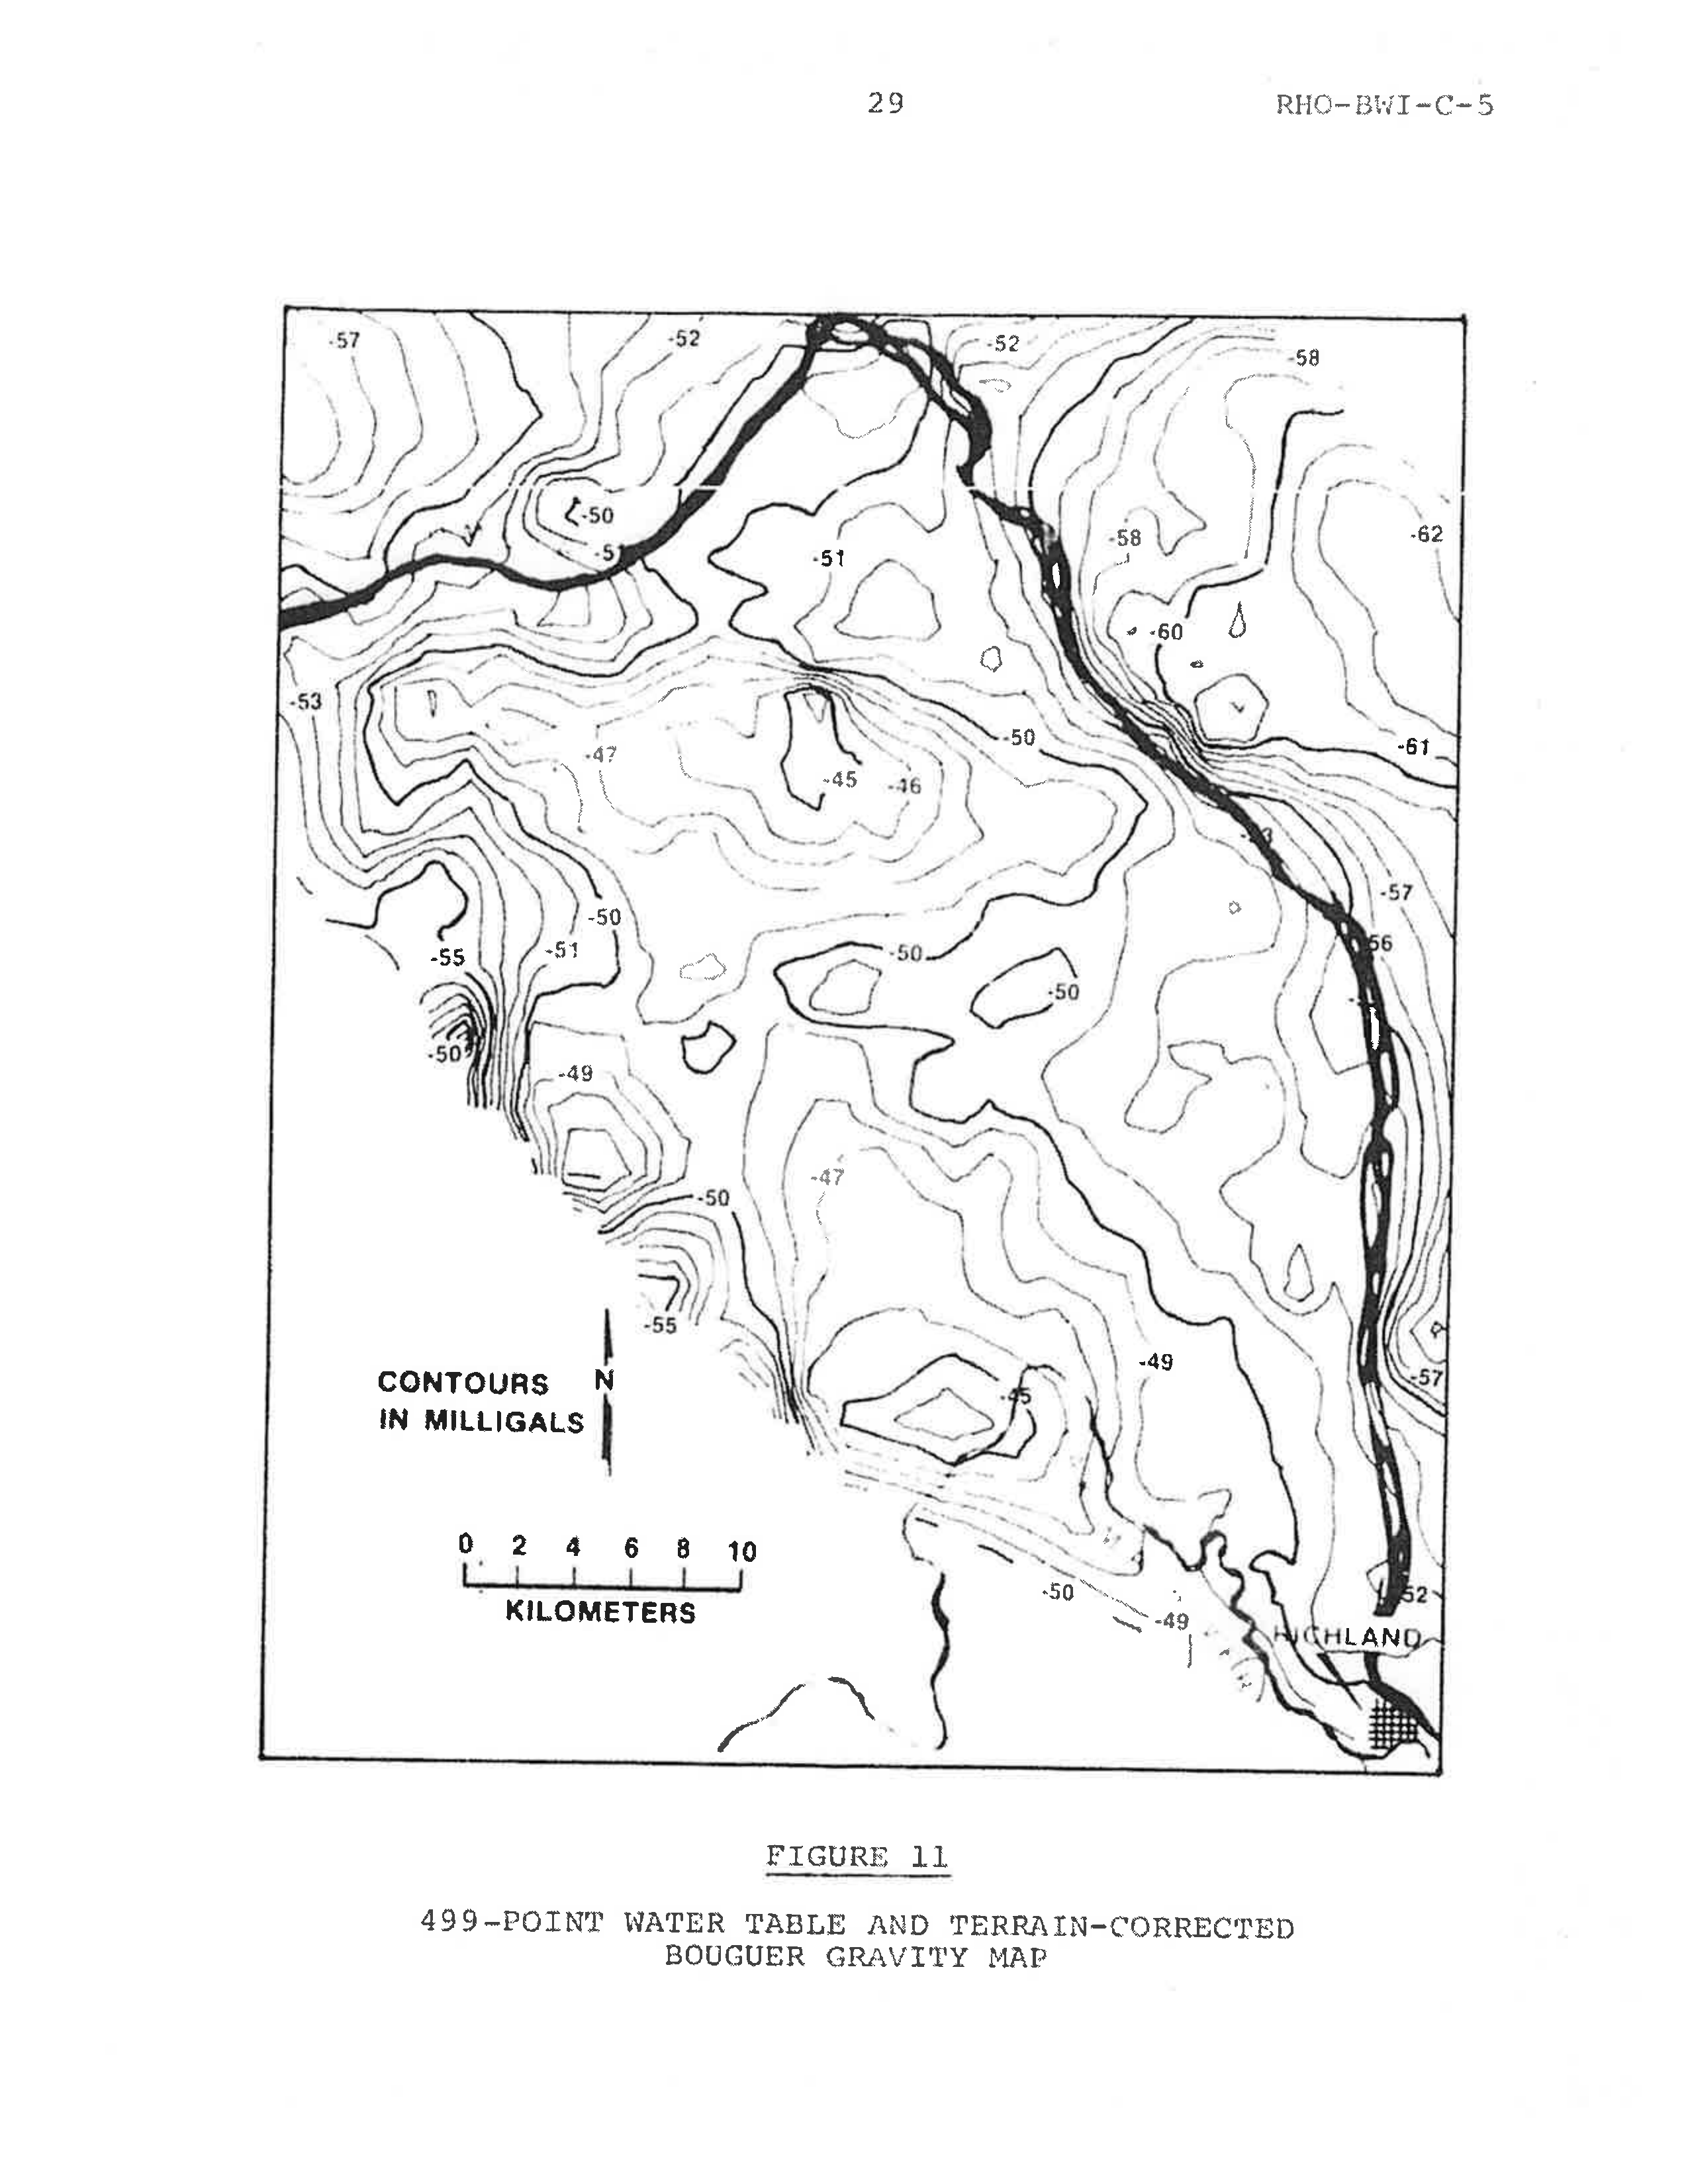 29 RHO-BWI-C-5
-57 -52 -52
-58
-50
-51
-58 -62
-60
-53
-50
-61
-47
-45 -46
-57
-50
-51 -50
-55
-56
-50
-50
-49
-47
-50
-55
-49
-57
-45
CONTOURS N
IN MILLIGALS
0 2 4 6 8 10
KILOMETERS
-50
-52
-49
RICHLAND
FIGURE 11
499-POINT WATER TABLE AND TERRAIN-CORRECTED
BOUGUER GRAVITY MAP